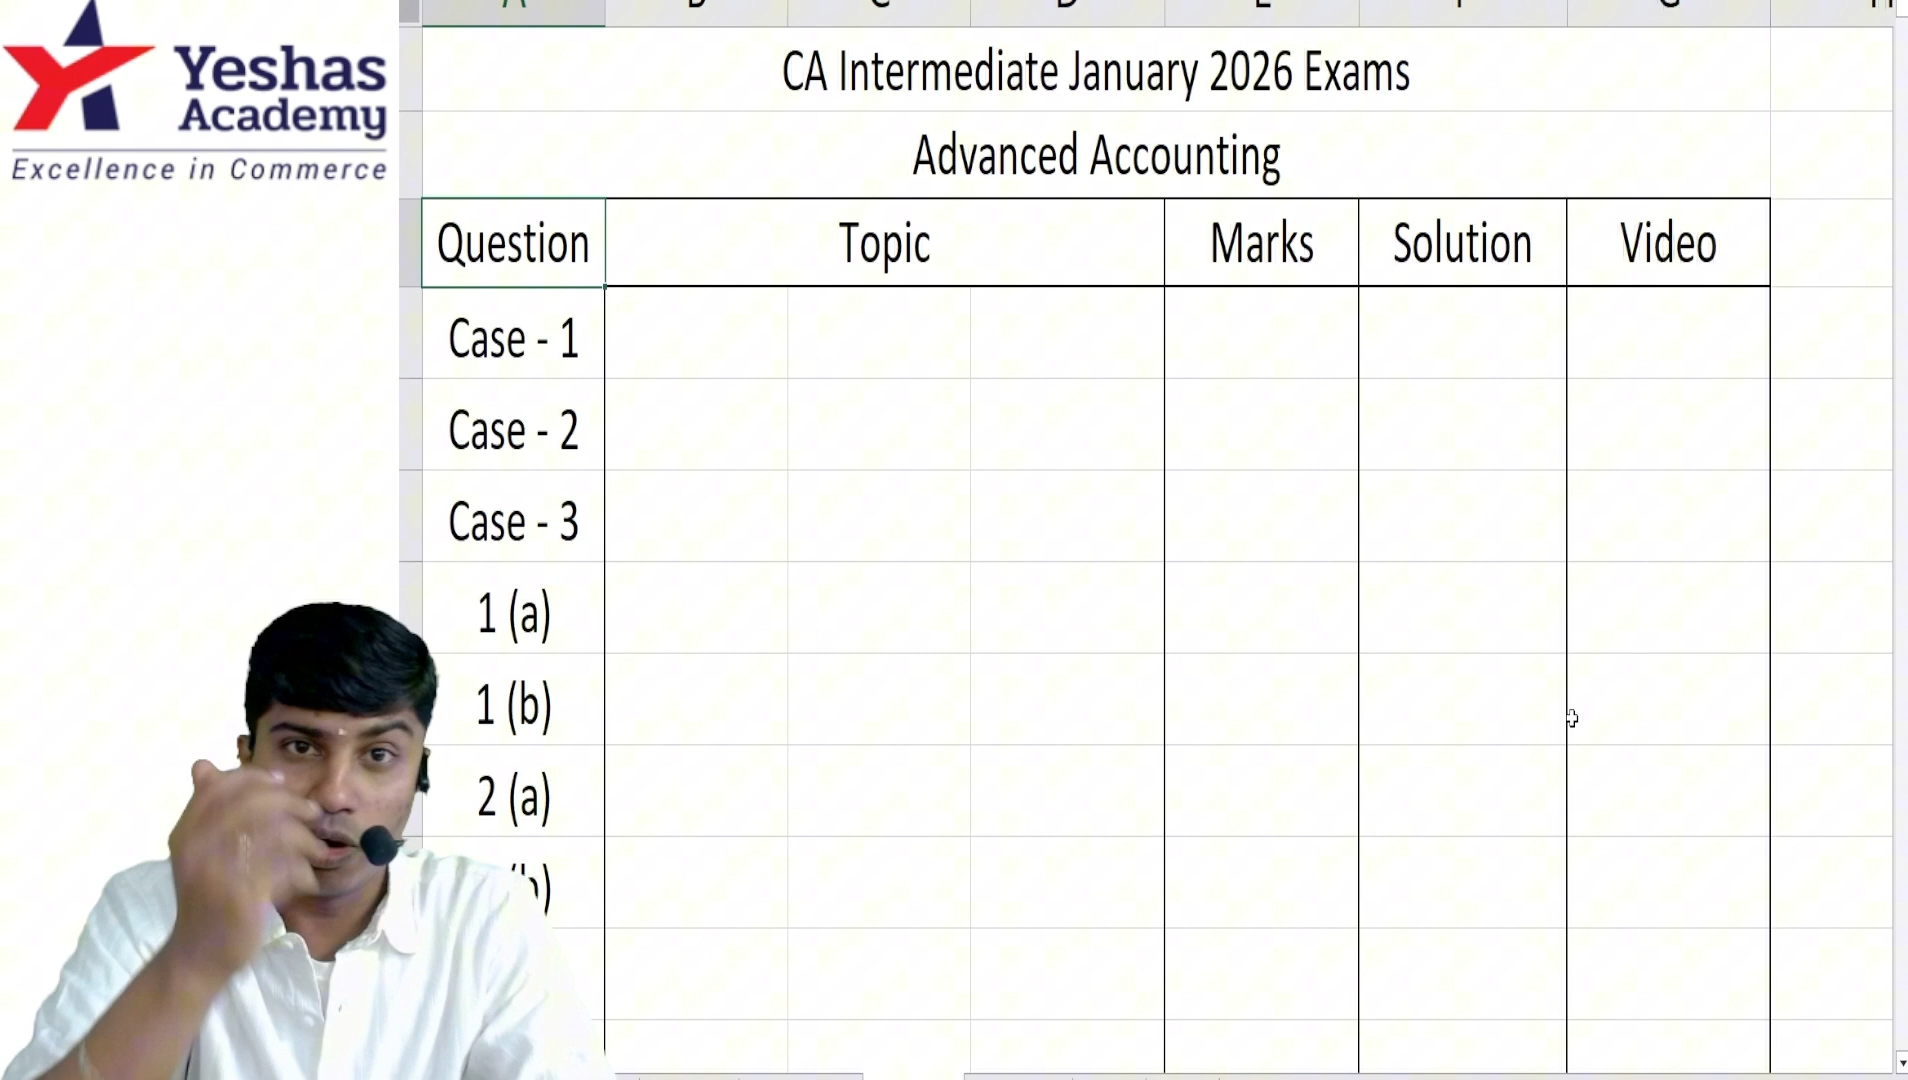 Yeshas
Academy
Excellence in Commerce
CA Intermediate January 2026 Exams
Advanced Accounting
Question Topic Marks Solution Video
Case - 1
Case - 2
Case - 3
1 (a)
1 (b)
2 (a)